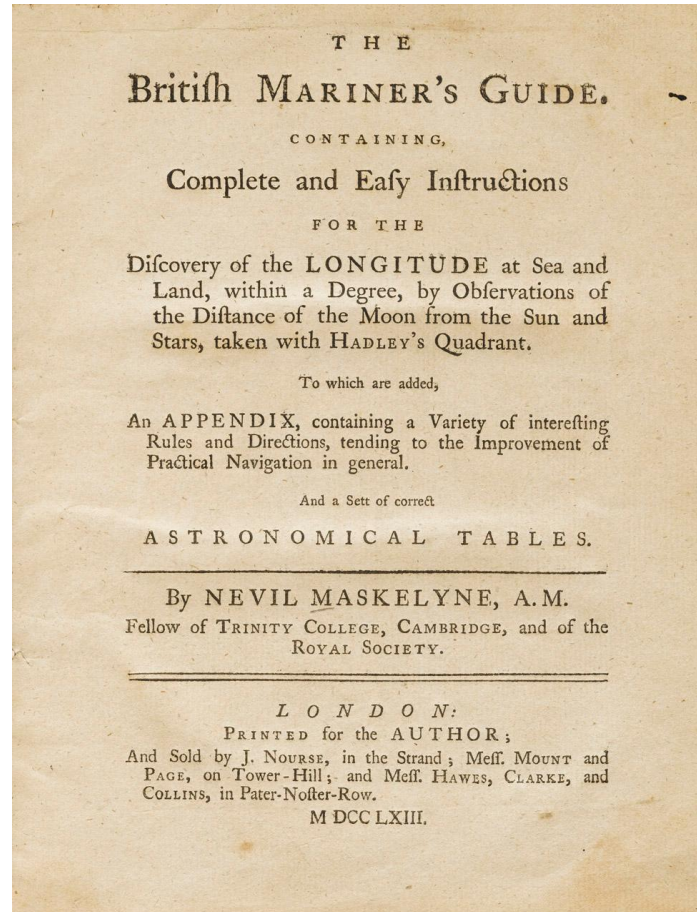 THE
Britiſh MARINER'S GUIDE.
CONTAINING,
Complete and Eaſy Inſtructions
FOR THE
Diſcovery of the LONGITUDE at Sea and
Land, within a Degree, by Obſervations of
the Diſtance of the Moon from the Sun and
Stars, taken with HADLEY'S Quadrant.
To which are added,
An APPENDIX, containing a Variety of intereſting
Rules and Directions, tending to the Improvement of
Practical Navigation in general.
And a Sett of correct
ASTRONOMICAL TABLES.
By NEVIL MASKELYNE, A.M.
Fellow of TRINITY COLLEGE, CAMBRIDGE, and of the
ROYAL SOCIETY.
LONDON:
PRINTED for the AUTHOR;
And Sold by J. NOURSE, in the Strand; Meſſ. MOUNT and
PAGE, on Tower-Hill; and Meſſ. HAWES, CLARKE, and
COLLINS, in Pater-Noſter-Row.
M DCC LXIII.